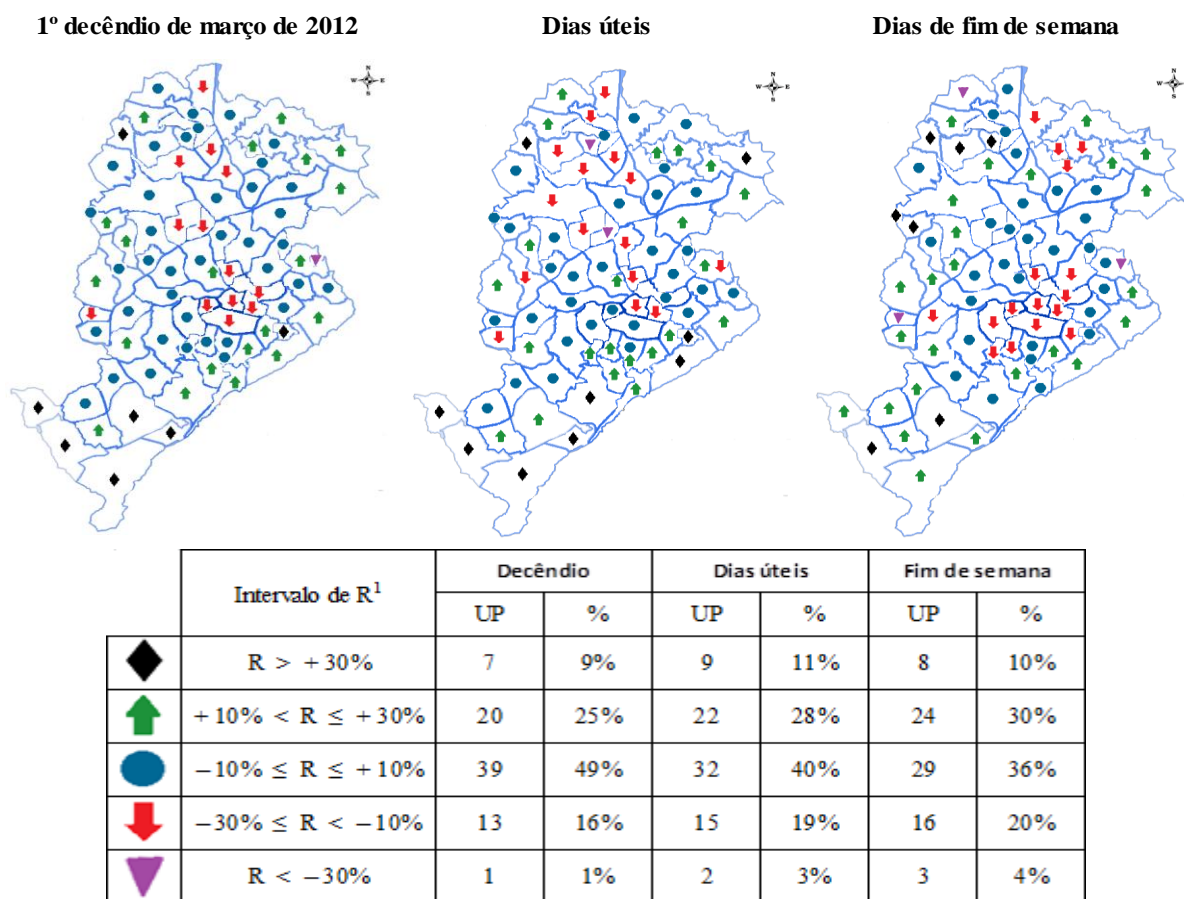 1º decêndio de março de 2012 Dias úteis Dias de fim de semana
N
W E
S
N
W E
S
N
W E
S
Intervalo de R¹ Decêndio Dias úteis Fim de semana
UP % UP % UP %
R > +30% 7 9% 9 11% 8 10%
+10% < R ≤ +30% 20 25% 22 28% 24 30%
−10% ≤ R ≤ +10% 39 49% 32 40% 29 36%
−30% ≤ R < −10% 13 16% 15 19% 16 20%
R < −30% 1 1% 2 3% 3 4%